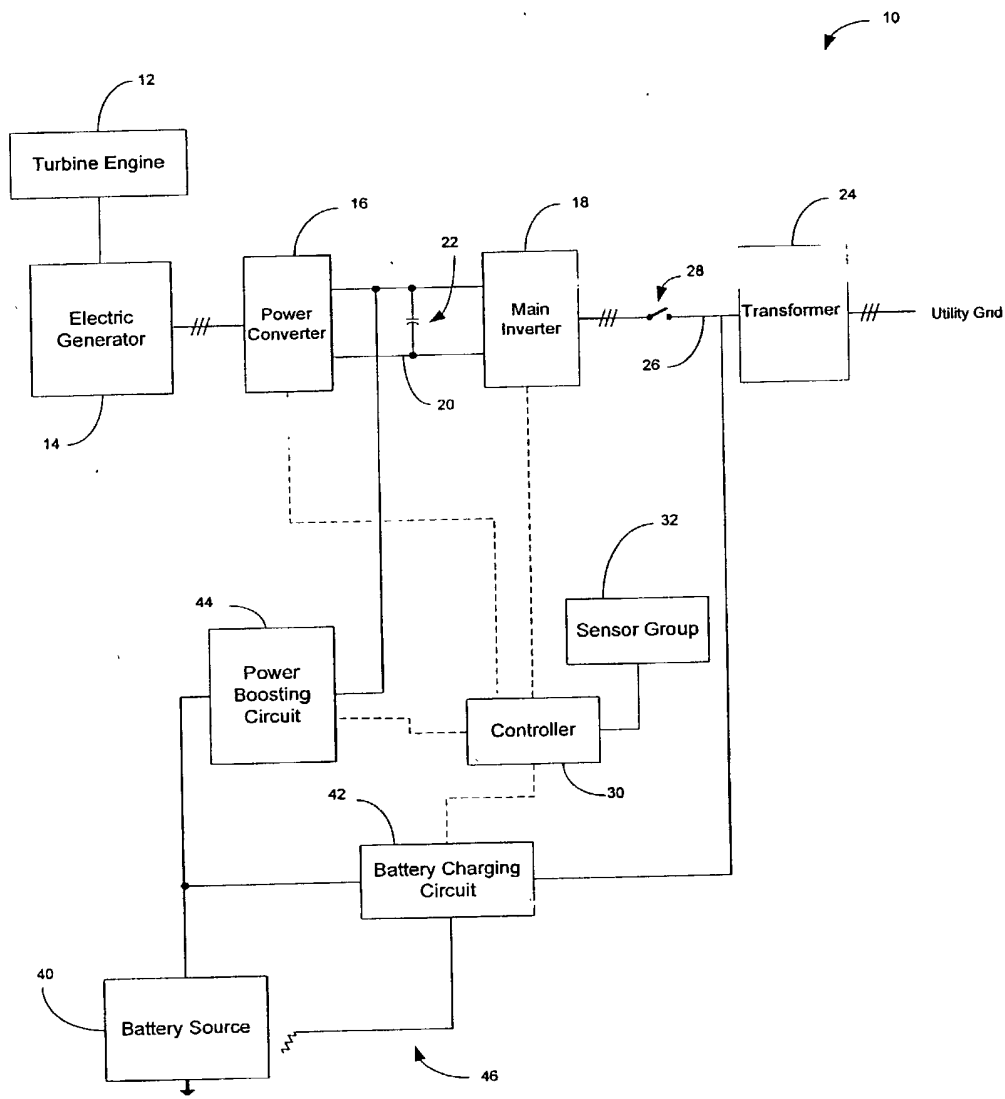 10
12
Turbine Engine
16
18
24
22
28
Electric
Generator
Power
Converter
Main
Inverter
Transformer
Utility Grid
26
20
14
32
Sensor Group
44
Power
Boosting
Circuit
Controller
30
42
Battery Charging
Circuit
40
Battery Source
46